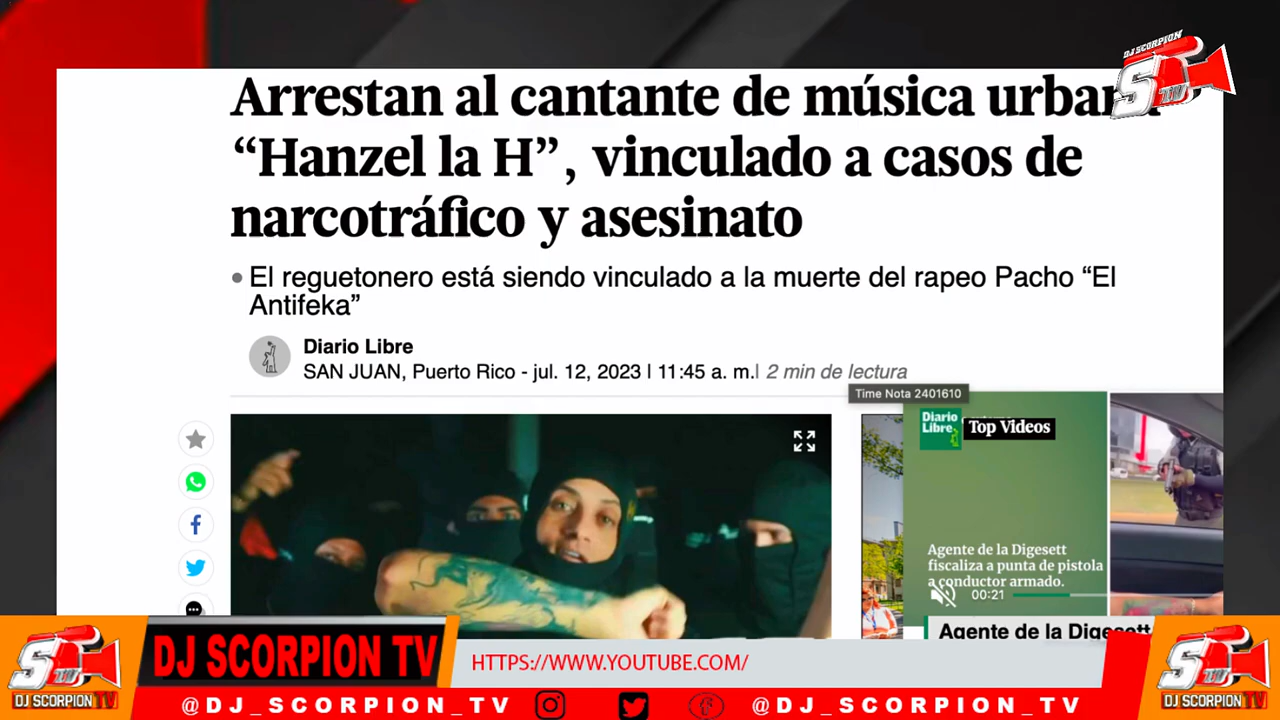 DJ SCORPION
TV
Arrestan al cantante de música urbana
“Hanzel la H”, vinculado a casos de
narcotráfico y asesinato
El reguetonero está siendo vinculado a la muerte del rapeo Pacho “El
Antifeka”
Diario Libre
SAN JUAN, Puerto Rico - jul. 12, 2023 | 11:45 a. m.| 2 min de lectura
Time Nota 2401610
Diario
Libre
Top Videos
Agente de la Digesett
fiscaliza a punta de pistola
a conductor armado.
00:21
Agente de la Digesett
TV
DJ SCORPION TV
DJ SCORPION TV
HTTPS://WWW.YOUTUBE.COM/
TV
DJ SCORPION TV
@DJ_SCORPION_TV
@DJ_SCORPION_TV